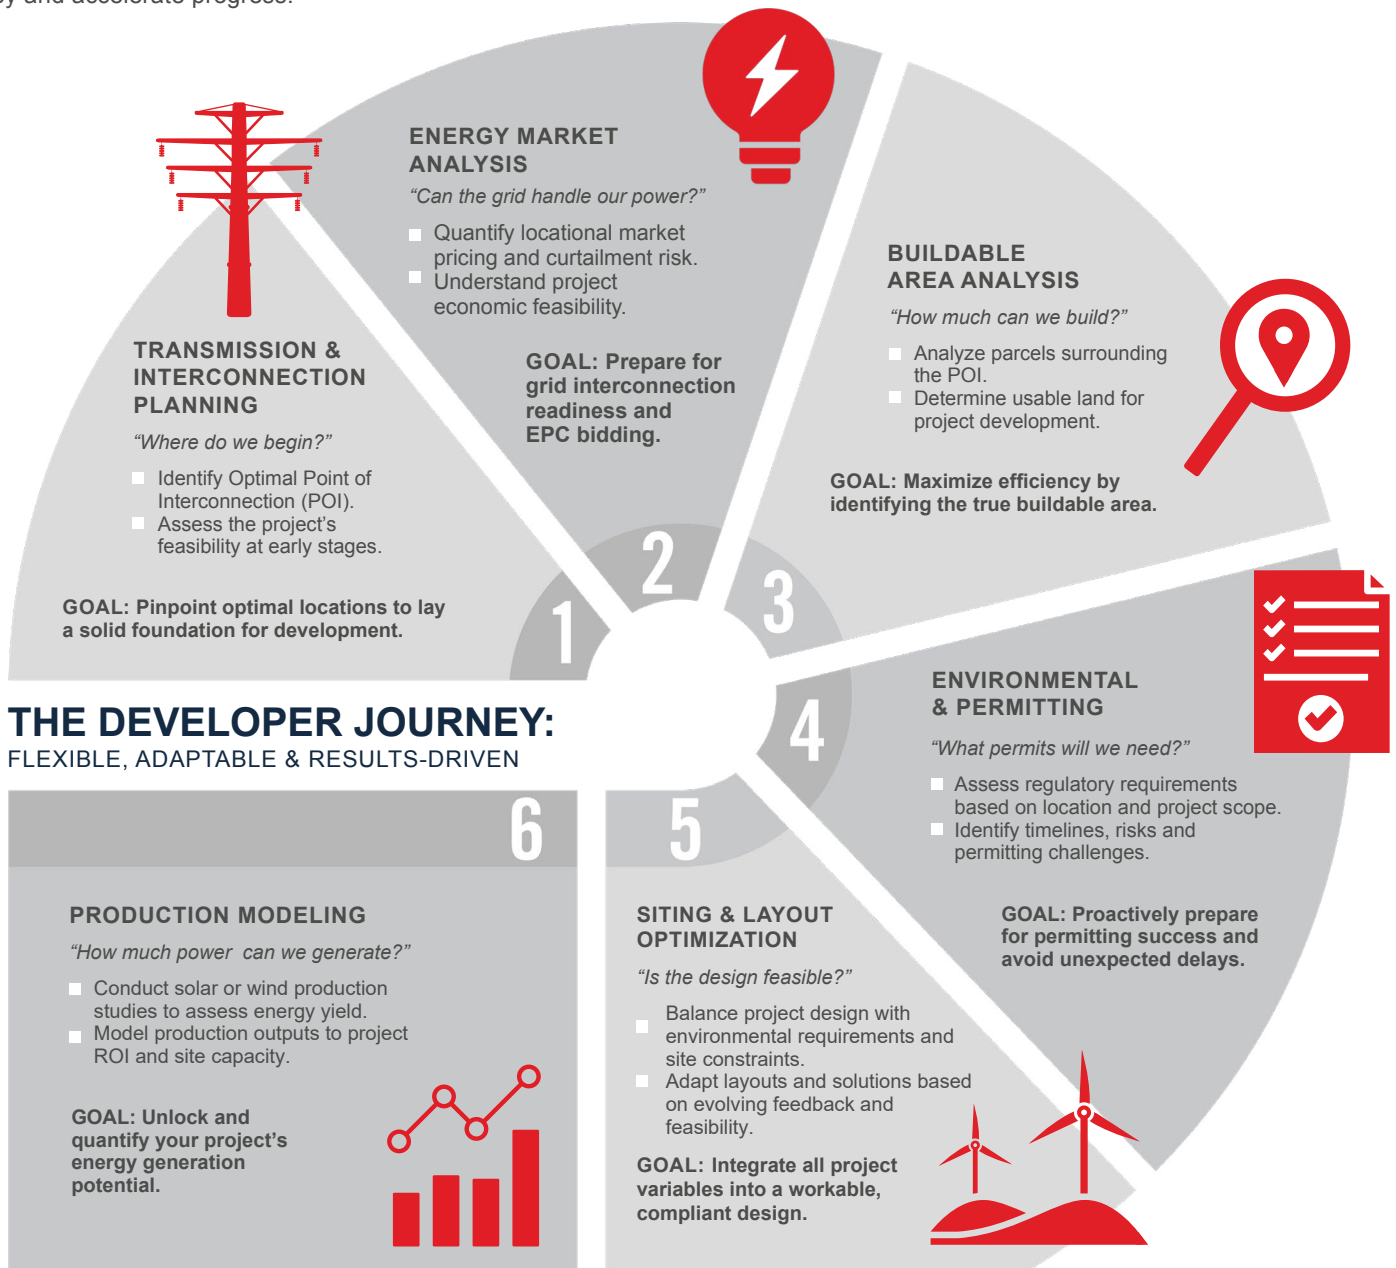 and accelerate progress.
ENERGY MARKET
ANALYSIS
“Can the grid handle our power?”
Quantify locational market
pricing and curtailment risk.
Understand project
economic feasibility.
GOAL: Prepare for
grid interconnection
readiness and
EPC bidding.
2
BUILDABLE
AREA ANALYSIS
“How much can we build?”
Analyze parcels surrounding
the POI.
Determine usable land for
project development.
GOAL: Maximize efficiency by
identifying the true buildable area.
3
TRANSMISSION &
INTERCONNECTION
PLANNING
“Where do we begin?”
Identify Optimal Point of
Interconnection (POI).
Assess the project’s
feasibility at early stages.
GOAL: Pinpoint optimal locations to lay
a solid foundation for development.
1
THE DEVELOPER JOURNEY:
FLEXIBLE, ADAPTABLE & RESULTS-DRIVEN
4
ENVIRONMENTAL
& PERMITTING
“What permits will we need?”
Assess regulatory requirements
based on location and project scope.
Identify timelines, risks and
permitting challenges.
GOAL: Proactively prepare
for permitting success and
avoid unexpected delays.
6
PRODUCTION MODELING
“How much power  can we generate?”
Conduct solar or wind production
studies to assess energy yield.
Model production outputs to project
ROI and site capacity.
GOAL: Unlock and
quantify your project’s
energy generation
potential.
5
SITING & LAYOUT
OPTIMIZATION
“Is the design feasible?”
Balance project design with
environmental requirements and
site constraints.
Adapt layouts and solutions based
on evolving feedback and
feasibility.
GOAL: Integrate all project
variables into a workable,
compliant design.